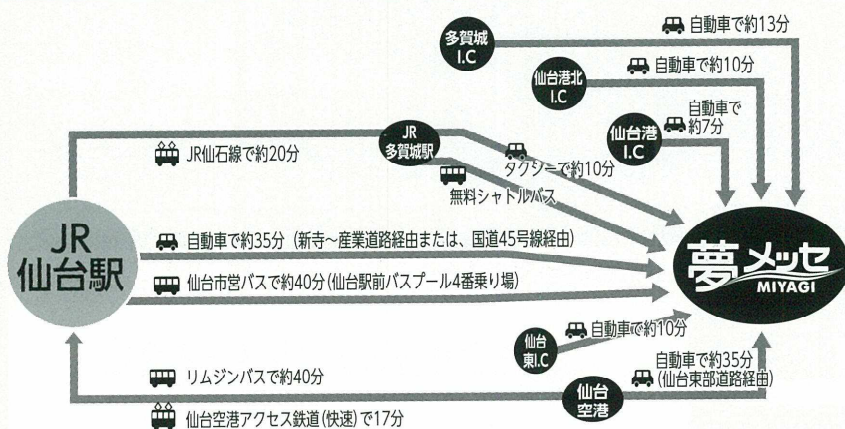 多賀城
I.C
自動車で約13分
仙台港北
I.C
自動車で約10分
仙台港
I.C
自動車で
約7分
JR
多賀城駅
JR仙石線で約20分
タクシーで約10分
無料シャトルバス
JR
仙台駅
自動車で約35分(新寺〜産業道路経由または、国道45号線経由)
仙台市営バスで約40分(仙台駅前バスプール4番乗り場)
夢メッセ
MIYAGI
仙台
東I.C
自動車で約10分
リムジンバスで約40分
仙台空港アクセス鉄道(快速)で17分
仙台
空港
自動車で約35分
(仙台東部道路経由)